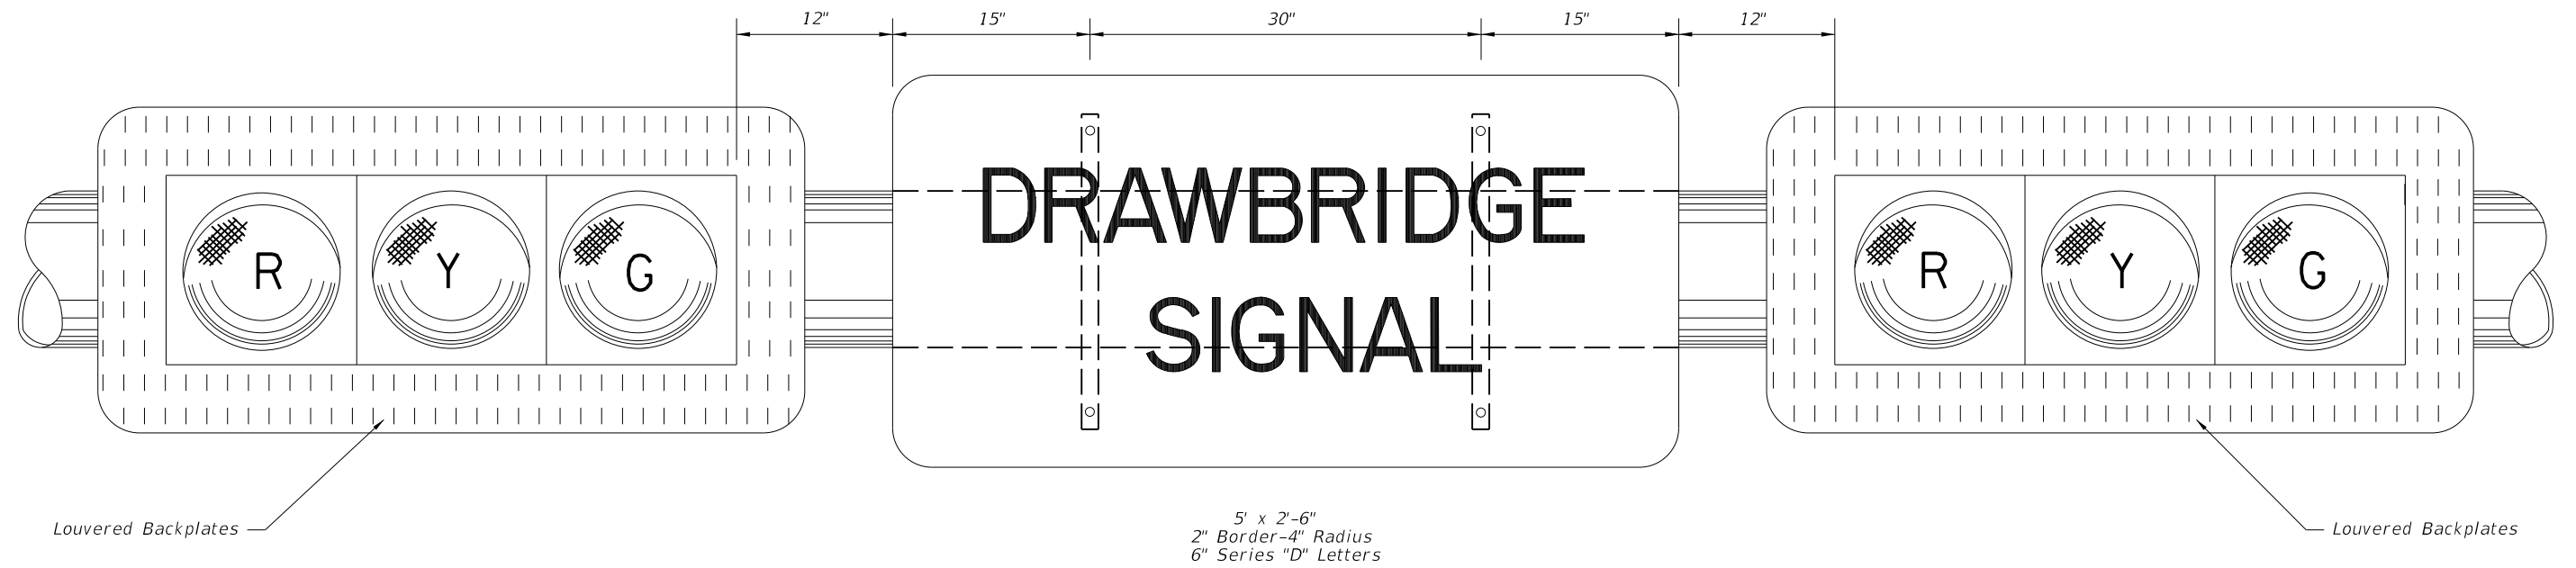 12" 15" 30" 15" 12"
DRAWBRIDGE
SIGNAL
R Y G
R Y G
Louvered Backplates
5' x 2'-6"
2" Border-4" Radius
6" Series "D" Letters
Louvered Backplates